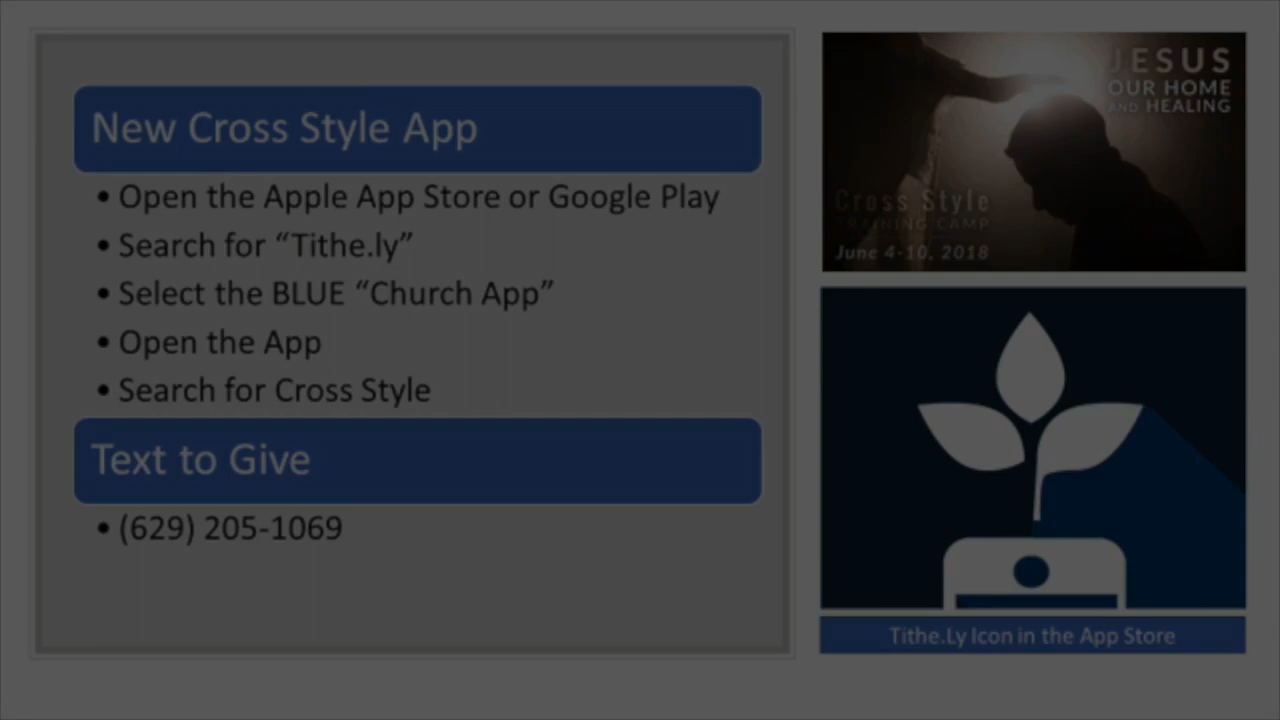 New Cross Style App
• Open the Apple App Store or Google Play
• Search for “Tithe.ly”
• Select the BLUE “Church App”
• Open the App
• Search for Cross Style
Text to Give
• (629) 205-1069
JESUS
OUR HOME
AND HEALING
Cross Style
TRAINING CAMP
June 4-10, 2018
Tithe.Ly Icon in the App Store